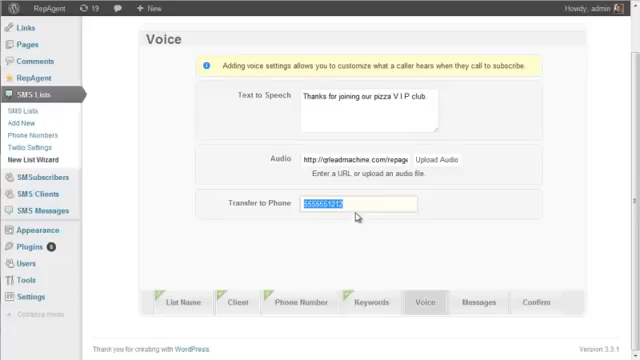 RepAgent 19 + New Howdy, admin
Links
Pages
Comments
RepAgent
SMS Lists
SMS Lists
Add New
Phone Numbers
Twilio Settings
New List Wizard
SMSubscribers
SMS Clients
SMS Messages
Appearance
Plugins 5
Users
Tools
Settings
Collapse menu
Voice
Adding voice settings allows you to customize what a caller hears when they call to subscribe.
Text to Speech Thanks for joining our pizza V I P club.
Audio http://qrleadmachine.com/repage Upload Audio
Enter a URL or upload an audio file.
Transfer to Phone 5555551212
List Name Client Phone Number Keywords Voice Messages Confirm
Thank you for creating with WordPress. Version 3.3.1